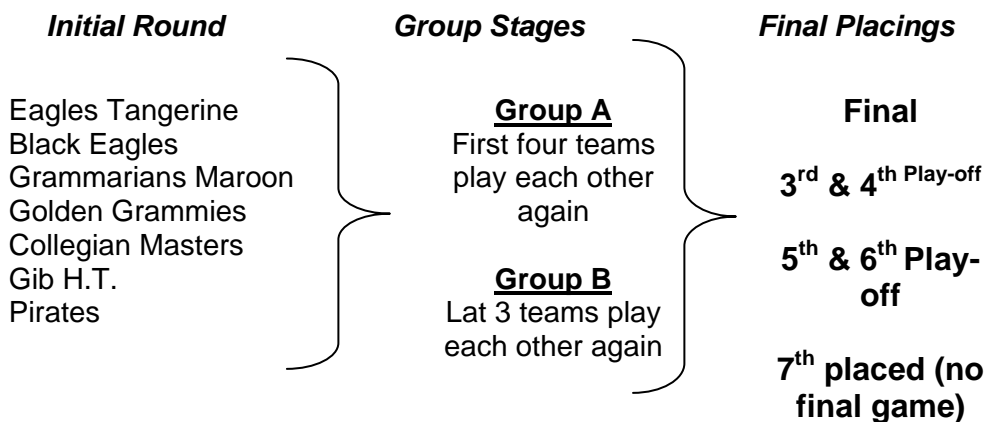 Initial Round
Eagles Tangerine
Black Eagles
Grammarians Maroon
Golden Grammies
Collegian Masters
Gib H.T.
Pirates
Group Stages
Group A
First four teams
play each other
again
Group B
Lat 3 teams play
each other again
Final Placings
Final
3rd & 4th Play-off
5th & 6th Play-
off
7th placed (no
final game)